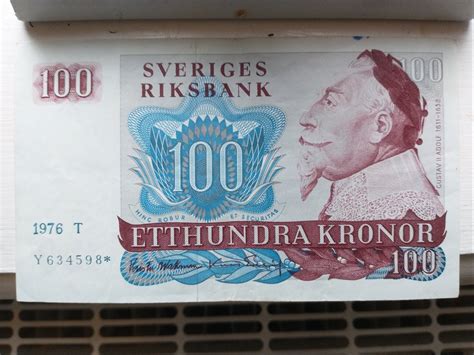 100
SVERIGES
RIKSBANK
100
100
HINC ROBUR ET SECURITAS
GUSTAV II ADOLF 1611-1632
1976 T
ETTHUNDRA KRONOR
Y634598*
100